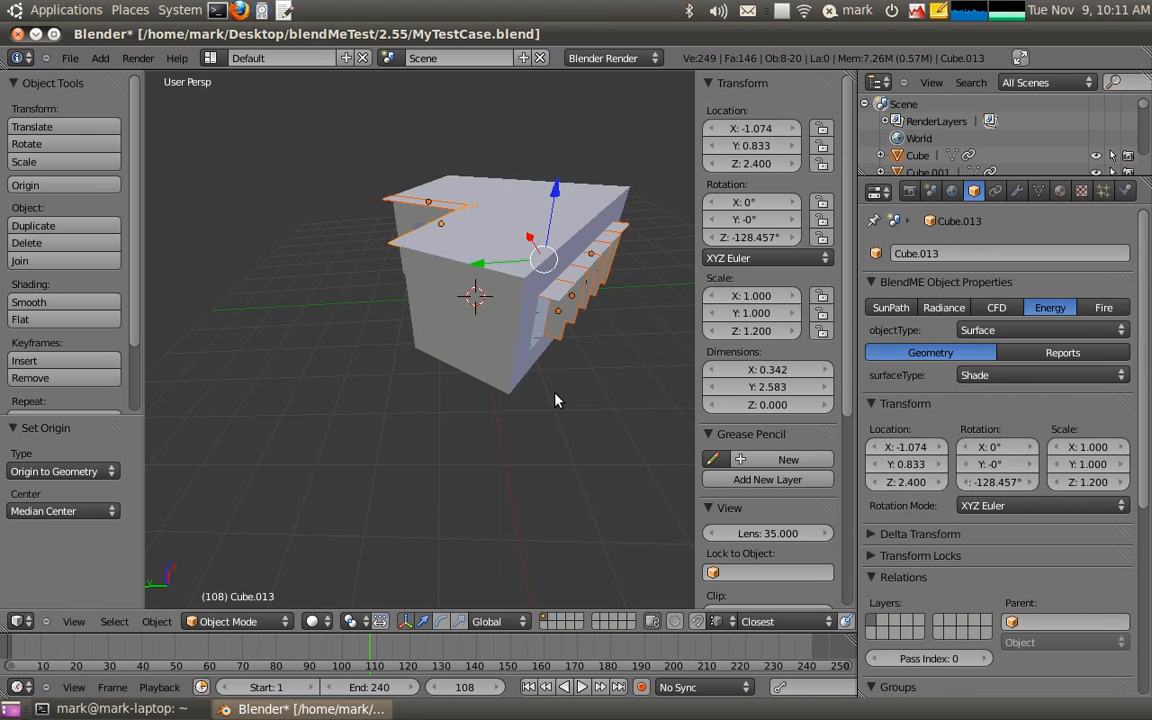 Applications Places System mark Tue Nov 9, 10:11 AM
Blender* [/home/mark/Desktop/blendMeTest/2.55/MyTestCase.blend]
File Add Render Help Default Scene Blender Render Ve:249 | Fa:146 | Ob:8-20 | La:0 | Mem:7.26M (0.57M) | Cube.013
View Search All Scenes
Scene
RenderLayers |
World
Cube |
Cube.001
Object Tools
Transform:
Translate
Rotate
Scale
Origin
Object:
Duplicate
Delete
Join
Shading:
Smooth
Flat
Keyframes:
Insert
Remove
Repeat:
Set Origin
Type
Origin to Geometry
Center
Median Center
User Persp
(108) Cube.013
Transform
Location:
X: -1.074
Y: 0.833
Z: 2.400
Rotation:
X: 0°
Y: -0°
Z: -128.457°
XYZ Euler
Scale:
X: 1.000
Y: 1.000
Z: 1.200
Dimensions:
X: 0.342
Y: 2.583
Z: 0.000
Grease Pencil
New
Add New Layer
View
Lens: 35.000
Lock to Object:
Clip:
Cube.013
Cube.013
BlendME Object Properties
SunPath Radiance CFD Energy Fire
objectType: Surface
Geometry Reports
surfaceType: Shade
Transform
Location: Rotation: Scale:
X: -1.074 X: 0° X: 1.000
Y: 0.833 Y: -0° Y: 1.000
Z: 2.400 : -128.457° Z: 1.200
Rotation Mode: XYZ Euler
Delta Transform
Transform Locks
Relations
Layers: Parent:
Object
Pass Index: 0
Groups
View Select Object Object Mode Global Closest
10 20 30 40 50 60 70 80 90 100 110 120 130 140 150 160 170 180 190 200 210 220 230 240 250
View Frame Playback Start: 1 End: 240 108 No Sync
mark@mark-laptop: ~ Blender* [/home/mark/...